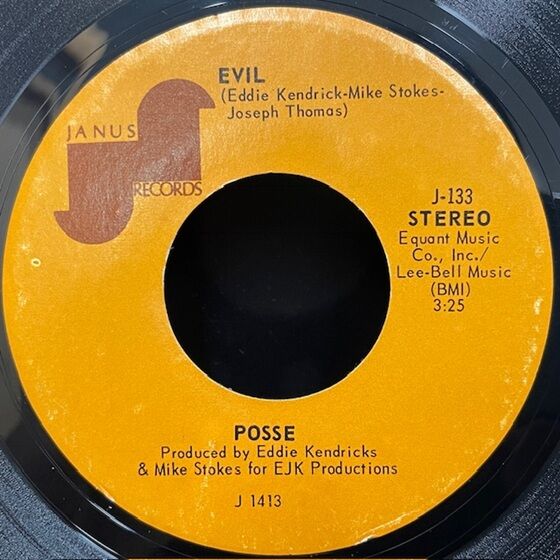 EVIL
(Eddie Kendrick-Mike Stokes-
Joseph Thomas)
JANUS
RECORDS
J-133
STEREO
Equant Music
Co., Inc./
Lee-Bell Music
(BMI)
3:25
POSSE
Produced by Eddie Kendricks
& Mike Stokes for EJK Productions
J 1413